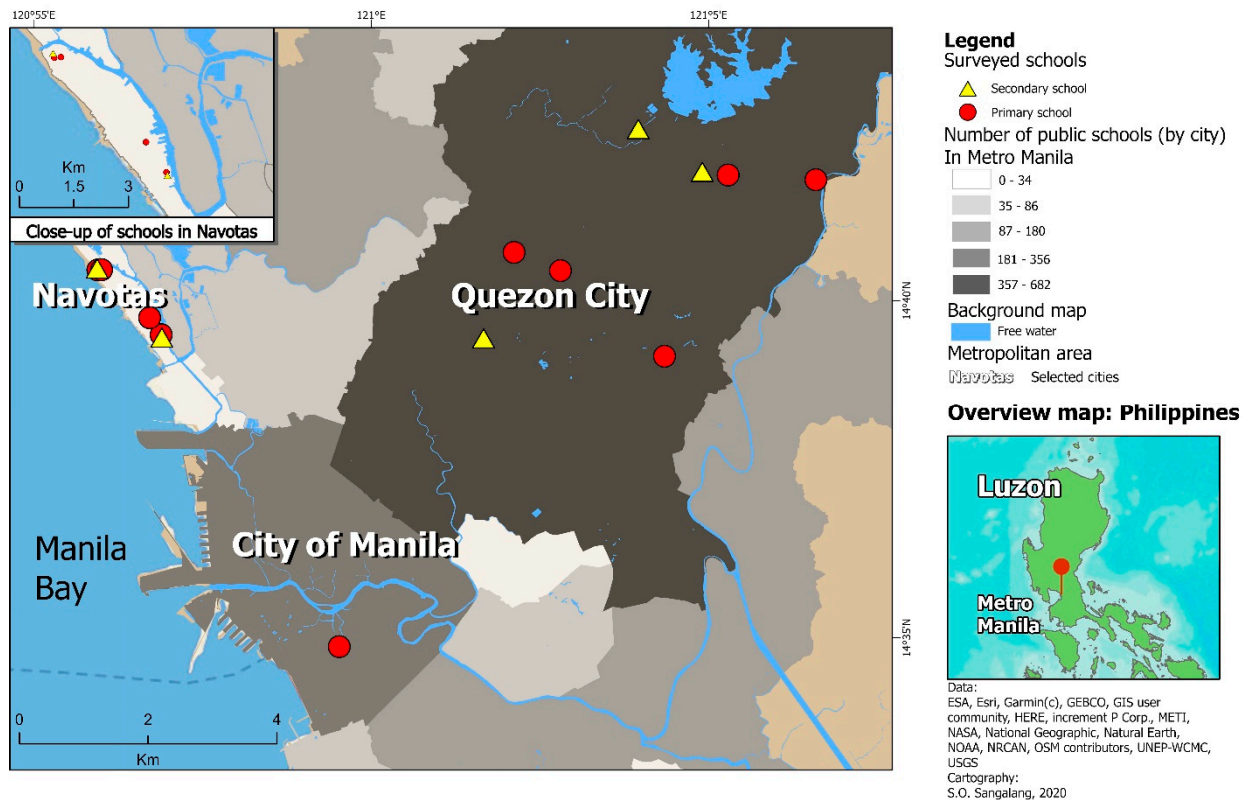 120°55'E
121°E
121°5'E
Km
0
1.5
3
Close-up of schools in Navotas
Navotas
Quezon City
14°40'N
City of Manila
Manila
Bay
14°35'N
0
2
4
Km
Legend
Surveyed schools
Secondary school
Primary school
Number of public schools (by city)
In Metro Manila
0 - 34
35 - 86
87 - 180
181 - 356
357 - 682
Background map
Free water
Metropolitan area
Navotas Selected cities
Overview map: Philippines
Luzon
Metro
Manila
Data:
ESA, Esri, Garmin(c), GEBCO, GIS user
community, HERE, increment P Corp., METI,
NASA, National Geographic, Natural Earth,
NOAA, NRCAN, OSM contributors, UNEP-WCMC,
USGS
Cartography:
S.O. Sangalang, 2020